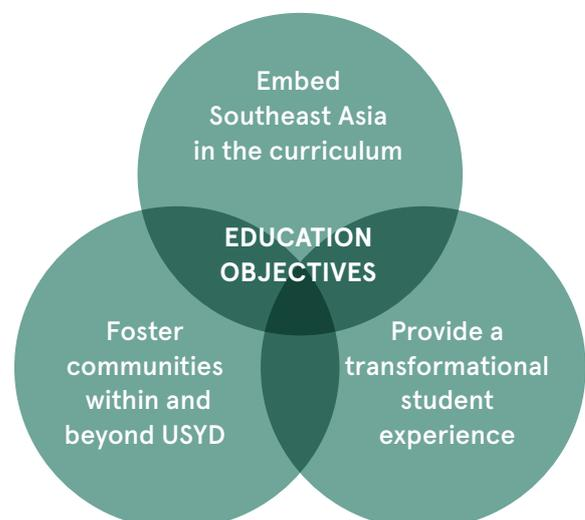 Embed
Southeast Asia
in the curriculum
EDUCATION
OBJECTIVES
Foster
communities
within and
beyond USYD
Provide a
transformational
student
experience